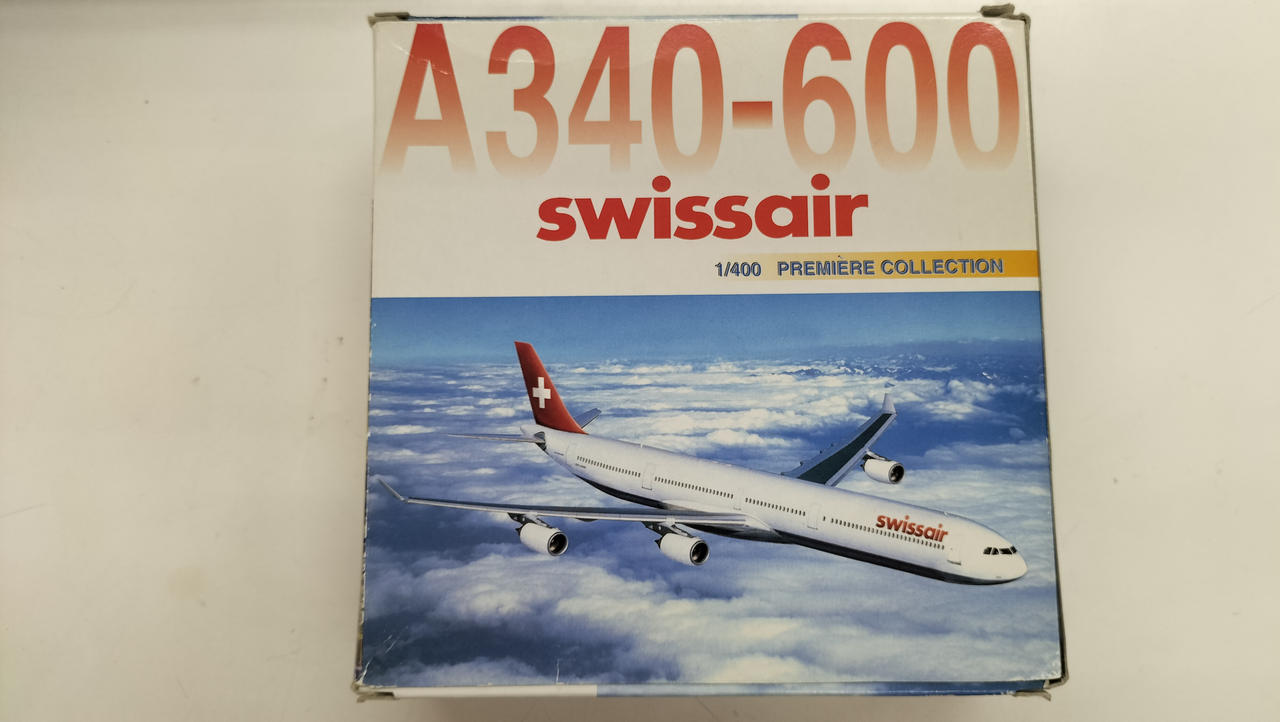 A340-600
swissair
1/400 PREMIÈRE COLLECTION
swissair